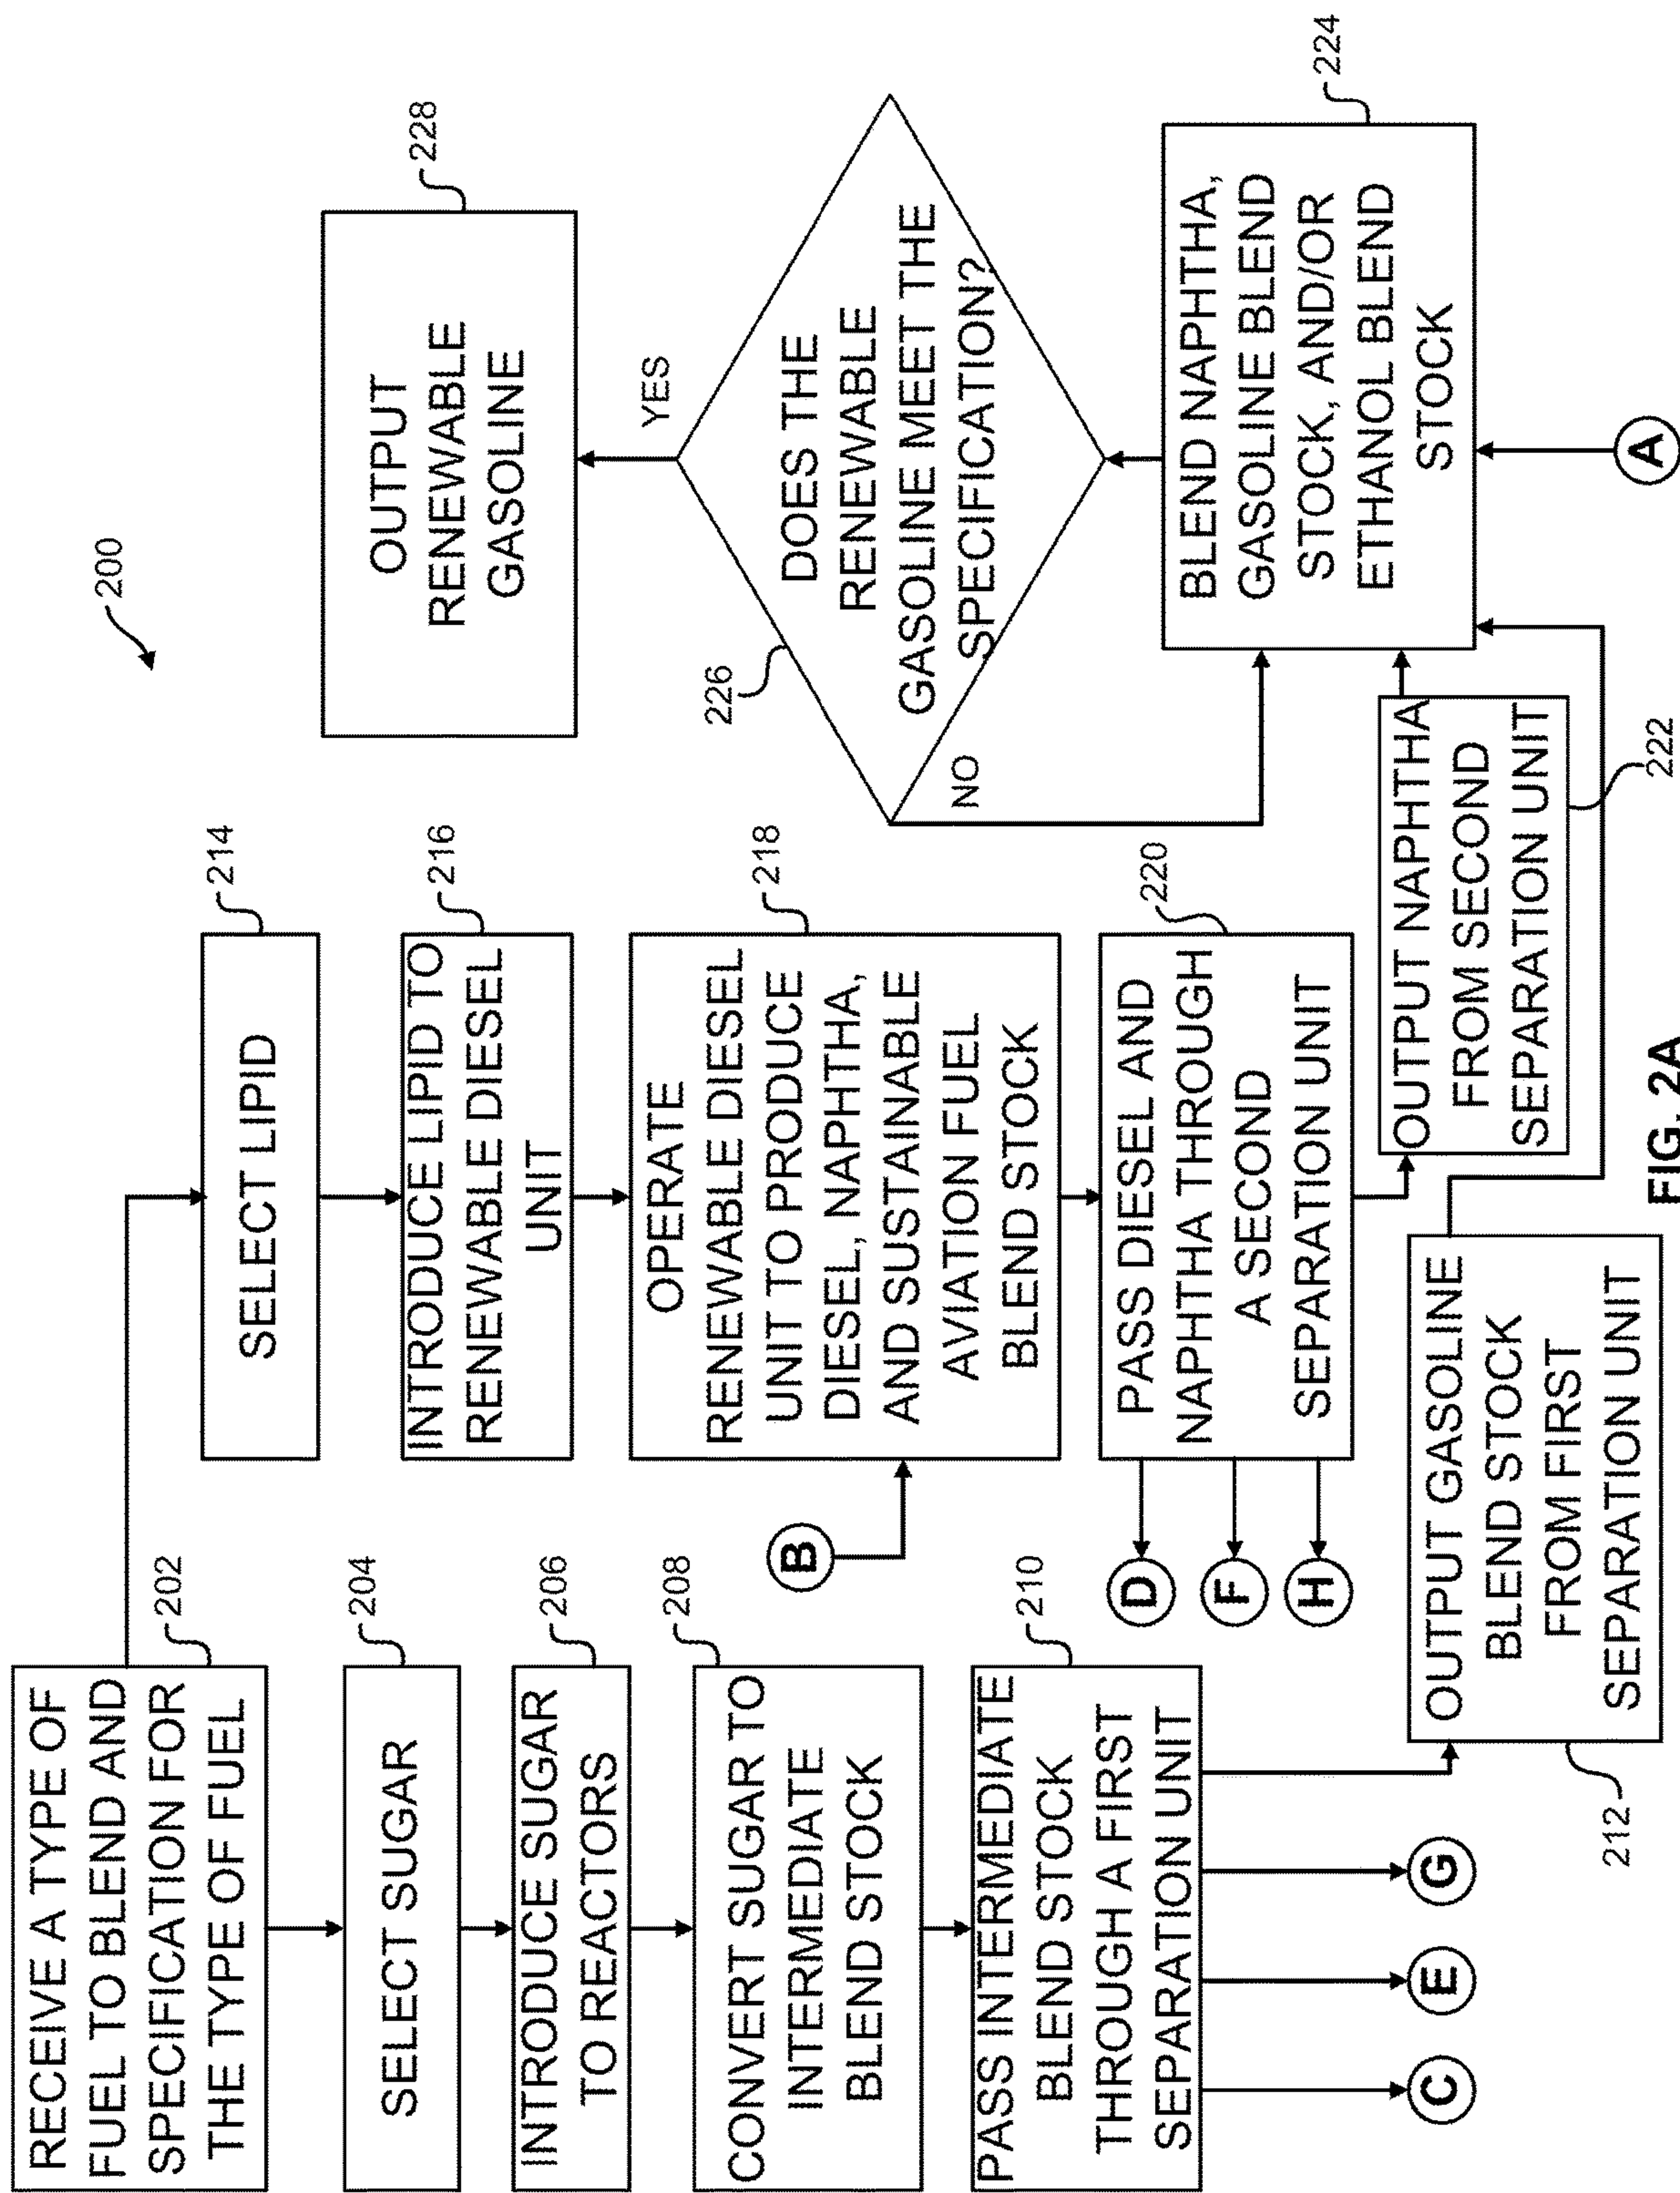 200
RECEIVE A TYPE OF
FUEL TO BLEND AND
SPECIFICATION FOR
THE TYPE OF FUEL
202
SELECT SUGAR
204
INTRODUCE SUGAR
TO REACTORS
206
CONVERT SUGAR TO
INTERMEDIATE
BLEND STOCK
208
PASS INTERMEDIATE
BLEND STOCK
THROUGH A FIRST
SEPARATION UNIT
210
C
E
G
OUTPUT GASOLINE
BLEND STOCK
FROM FIRST
SEPARATION UNIT
212
SELECT LIPID
214
INTRODUCE LIPID TO
RENEWABLE DIESEL
UNIT
216
OPERATE
RENEWABLE DIESEL
UNIT TO PRODUCE
DIESEL, NAPHTHA,
AND SUSTAINABLE
AVIATION FUEL
BLEND STOCK
218
B
PASS DIESEL AND
NAPHTHA THROUGH
A SECOND
SEPARATION UNIT
220
D
F
H
OUTPUT NAPHTHA
FROM SECOND
SEPARATION UNIT
222
OUTPUT
RENEWABLE
GASOLINE
228
YES
DOES THE
RENEWABLE
GASOLINE MEET THE
SPECIFICATION?
226
NO
BLEND NAPHTHA,
GASOLINE BLEND
STOCK, AND/OR
ETHANOL BLEND
STOCK
224
A
FIG. 2A